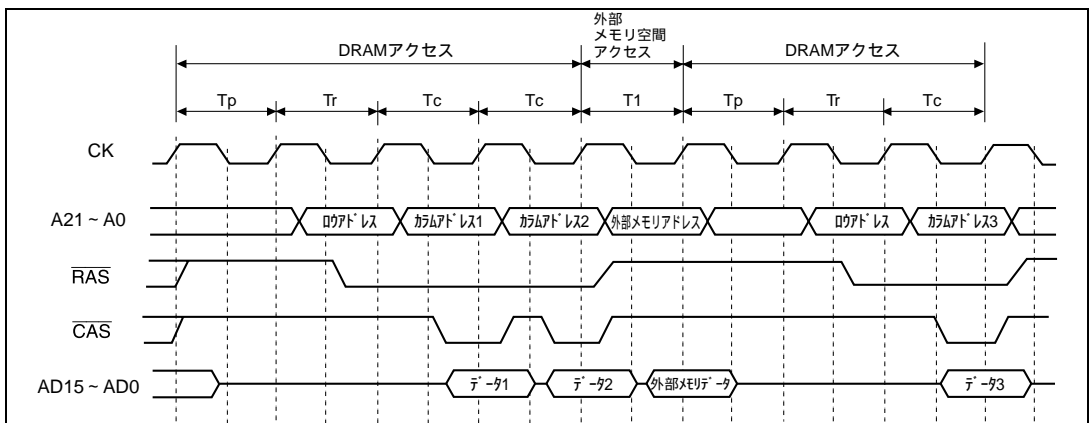 外部
メモリ空間
アクセス
DRAMアクセス
DRAMアクセス
Tp Tr Tc Tc T1 Tp Tr Tc
CK
A21 ~ A0 ロウアドレス カラムアドレス1 カラムアドレス2 外部メモリアドレス ロウアドレス カラムアドレス3
RAS
CAS
AD15 ~ AD0 データ1 データ2 外部メモリデータ データ3